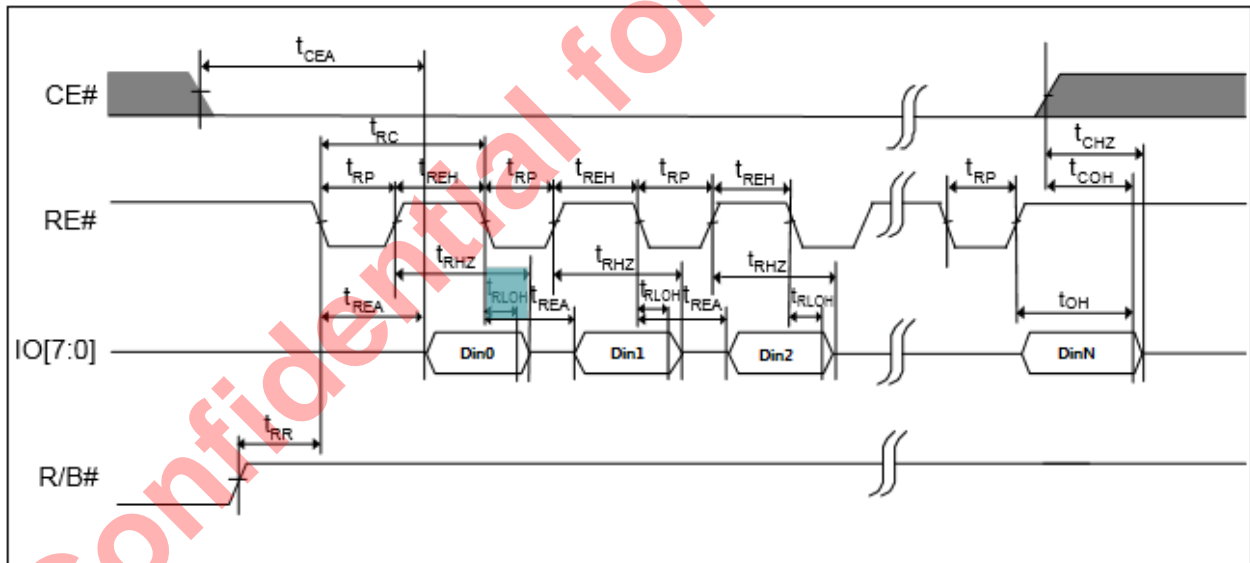 Confidential for
tCEA
CE#
tRC
tCHZ
tRP tREH tRP tREH tRP tREH tRP tCOH
RE#
tRHZ tRHZ tRHZ
tREA tRLOH tREA tRLOH tREA tRLOH tOH
IO[7:0] Din0 Din1 Din2 DinN
tRR
R/B#